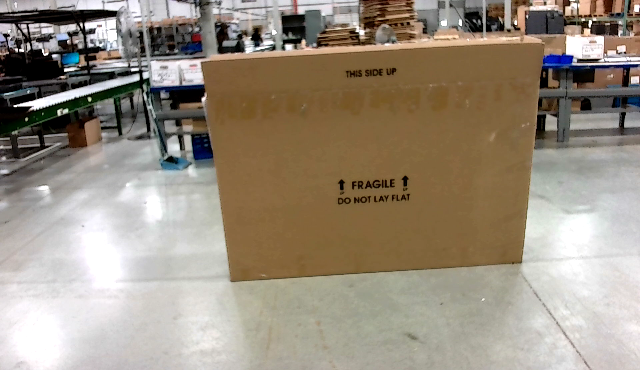 THIS SIDE UP
FRAGILE
DO NOT LAY FLAT